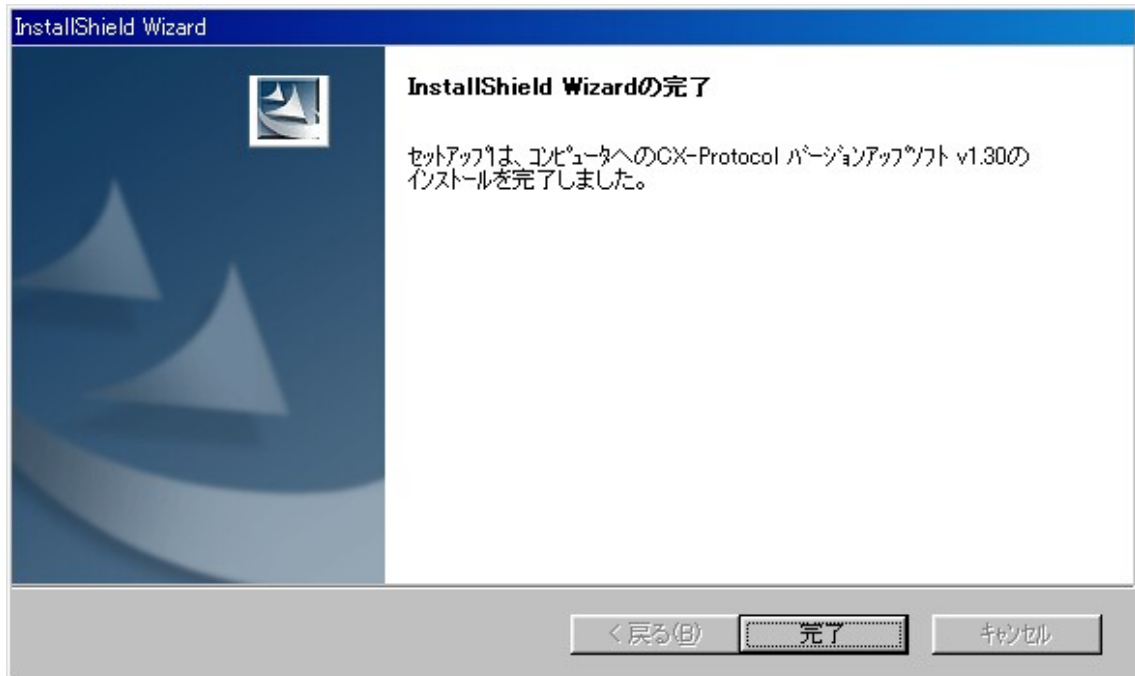 InstallShield Wizard
InstallShield Wizardの完了
セットアップは、コンピュータへのCX-Protocol バージョンアップソフト v1.30の
インストールを完了しました。
< 戻る(B)
完了
キャンセル